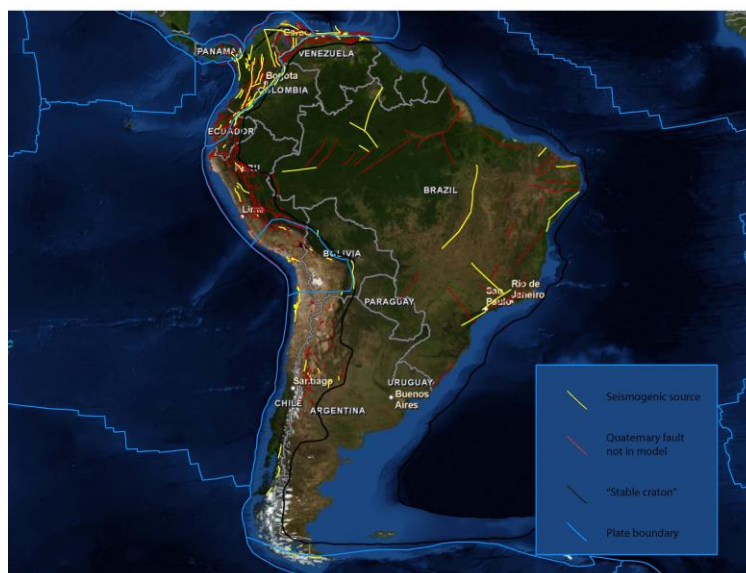 PANAMA
VENEZUELA
Bogota
COLOMBIA
ECUADOR
BRAZIL
Lima
BOLIVIA
PARAGUAY
Sao
Paulo
Rio de
Janeiro
Santiago
URUGUAY
Buenos
Aires
CHILE
ARGENTINA
Seismogenic source
Quaternary fault
not in model
"Stable craton"
Plate boundary